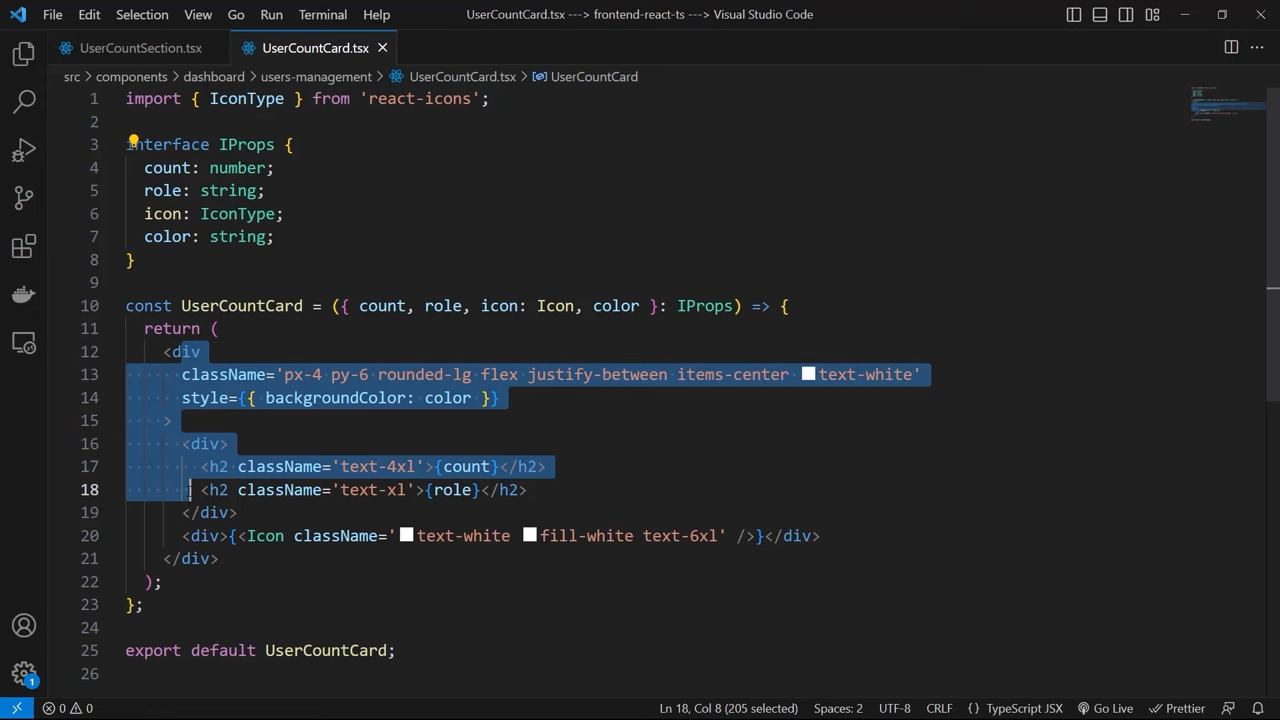 File Edit Selection View Go Run Terminal Help UserCountCard.tsx ---> frontend-react-ts ---> Visual Studio Code
UserCountSection.tsx UserCountCard.tsx
src > components > dashboard > users-management > UserCountCard.tsx > UserCountCard
1 import { IconType } from 'react-icons';
2
3 interface IProps {
4 count: number;
5 role: string;
6 icon: IconType;
7 color: string;
8 }
9
10 const UserCountCard = ({ count, role, icon: Icon, color }: IProps) => {
11 return (
12 <div
13 className='px-4 py-6 rounded-lg flex justify-between items-center text-white'
14 style={{ backgroundColor: color }}
15 >
16 <div>
17 <h2 className='text-4xl'>{count}</h2>
18 <h2 className='text-xl'>{role}</h2>
19 </div>
20 <div>{<Icon className='text-white fill-white text-6xl' />}</div>
21 </div>
22 );
23 };
24
25 export default UserCountCard;
26
1
0 0 Ln 18, Col 8 (205 selected) Spaces: 2 UTF-8 CRLF { } TypeScript JSX Go Live Prettier